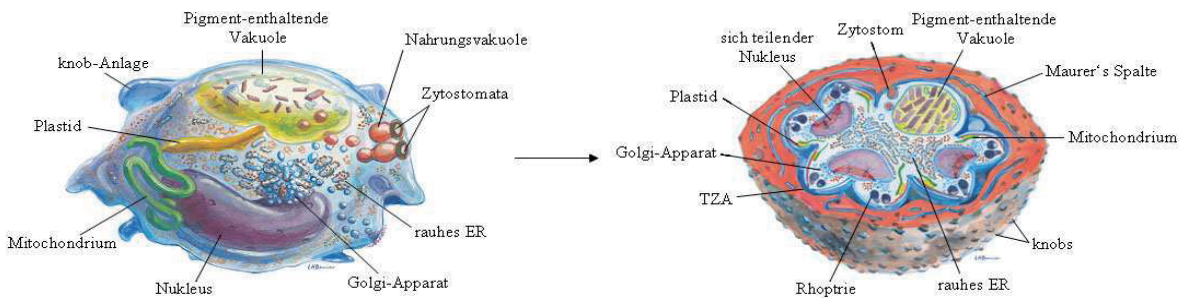 Pigment-enthaltende
Vakuole
Nahrungsvakuole
knob-Anlage
Zytostomata
Plastid
Mitochondrium
rauhes ER
Nukleus
Golgi-Apparat
Zytostom
Pigment-enthaltende
Vakuole
sich teilender
Nukleus
Maurer‘s Spalte
Plastid
Mitochondrium
Golgi-Apparat
TZA
knobs
Rhoptrie
rauhes ER